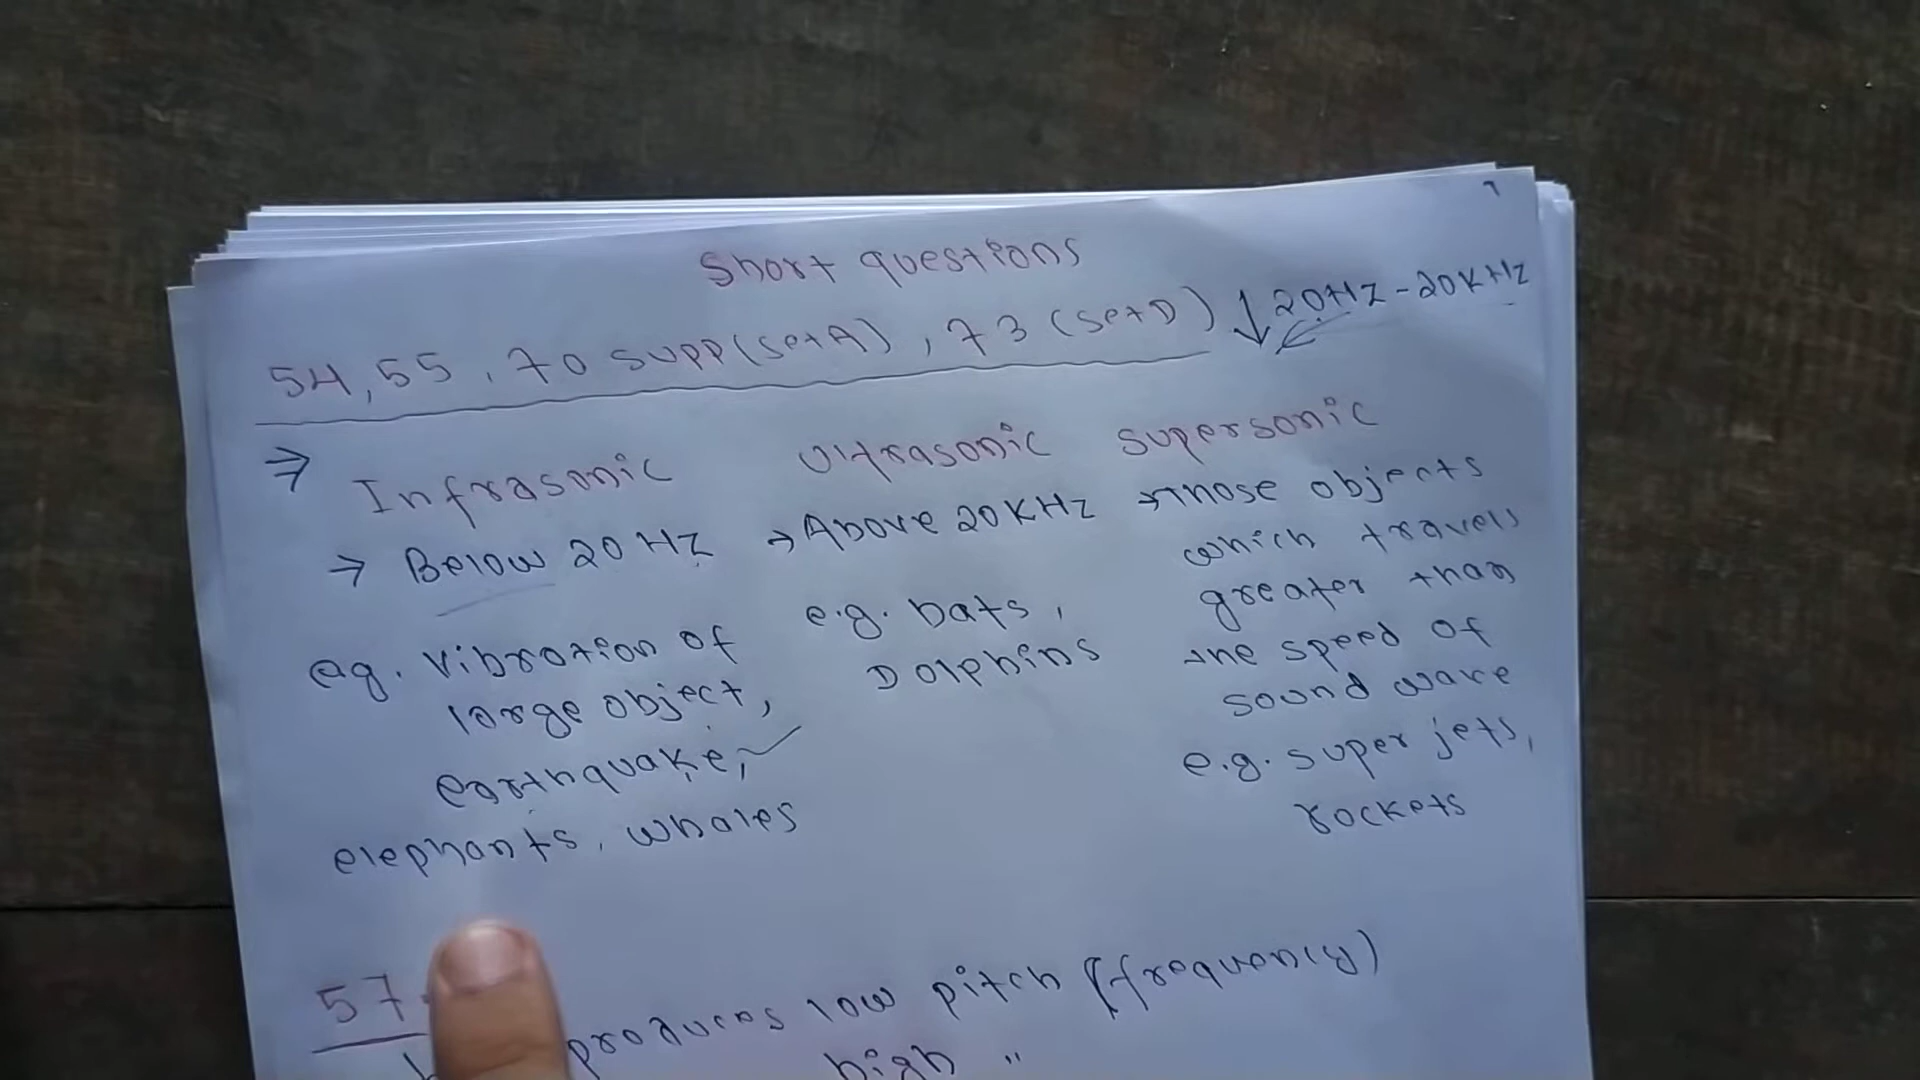 Short questions
54, 55, 70 supp (set A), 73 (set D) ↓ 20Hz - 20KHz
⇒ Infrasonic Ultrasonic Supersonic
→ Below 20 Hz → Above 20KHz → Those objects
which travels
eg. vibration of e.g. bats, greater than
large object, Dolphins the speed of
earthquake, sound wave
elephants, whales e.g. super jets,
rockets
57.
produces low pitch (frequency)
high "